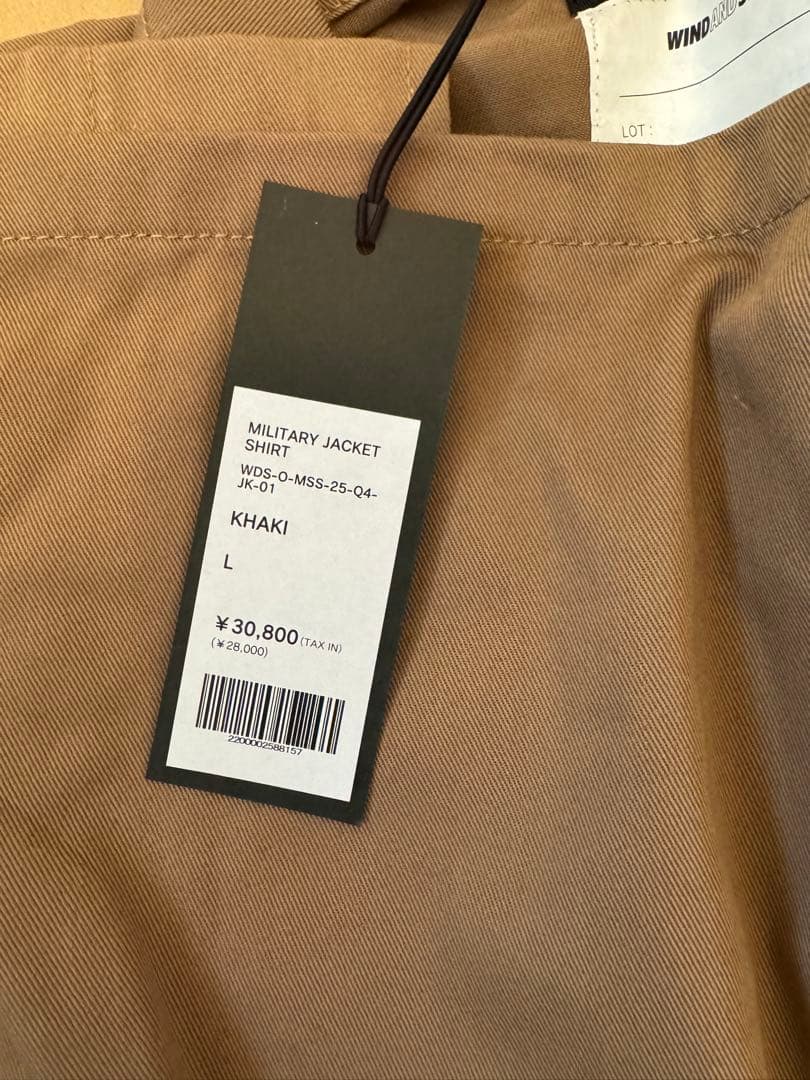 WIND AND
LOT :
MILITARY JACKET
SHIRT
WDS-O-MSS-25-Q4-
JK-01
KHAKI
L
¥30,800 (TAX IN)
(¥28,000)
2200002588157